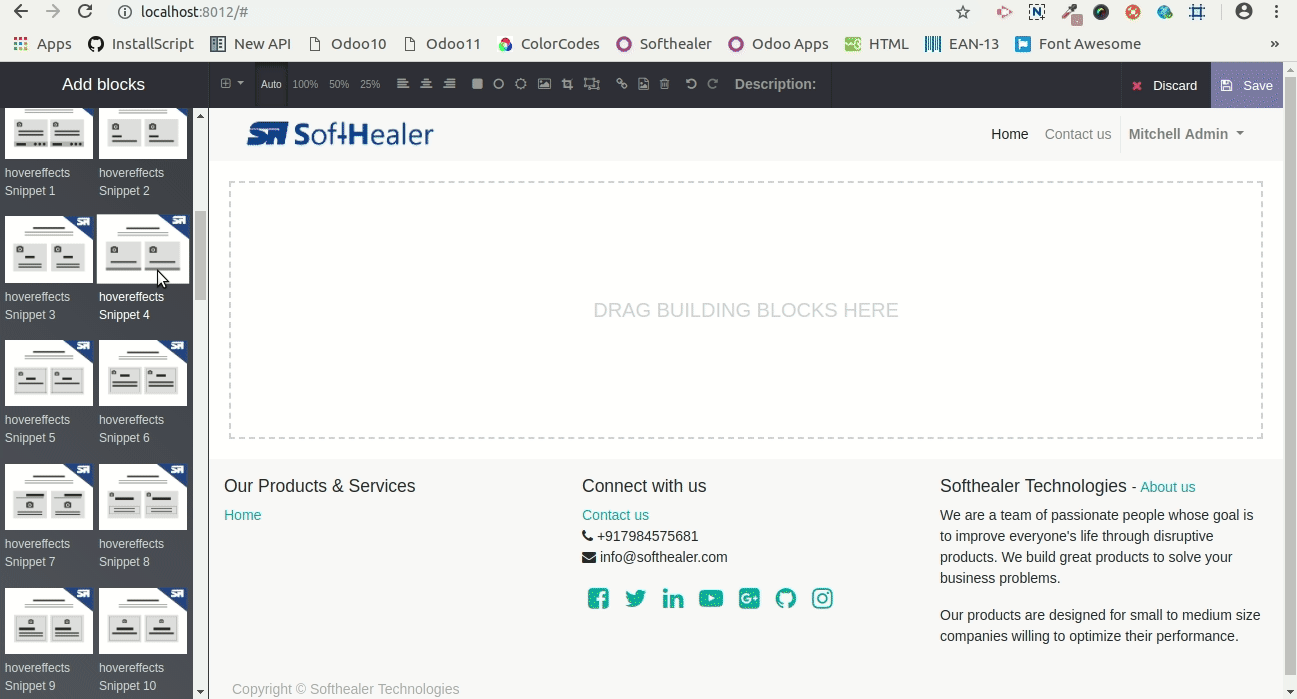 localhost:8012/#
Apps InstallScript New API Odoo10 Odoo11 ColorCodes Softhealer Odoo Apps HTML EAN-13 Font Awesome »
Add blocks Auto 100% 50% 25% Description: Discard Save
SoftHealer Home Contact us Mitchell Admin
hovereffects Snippet 1
hovereffects Snippet 2
hovereffects Snippet 3
hovereffects Snippet 4
hovereffects Snippet 5
hovereffects Snippet 6
hovereffects Snippet 7
hovereffects Snippet 8
hovereffects Snippet 9
hovereffects Snippet 10
DRAG BUILDING BLOCKS HERE
Our Products & Services
Home
Connect with us
Contact us
+917984575681
info@softhealer.com
Softhealer Technologies - About us
We are a team of passionate people whose goal is
to improve everyone's life through disruptive
products. We build great products to solve your
business problems.
Our products are designed for small to medium size
companies willing to optimize their performance.
Copyright © Softhealer Technologies